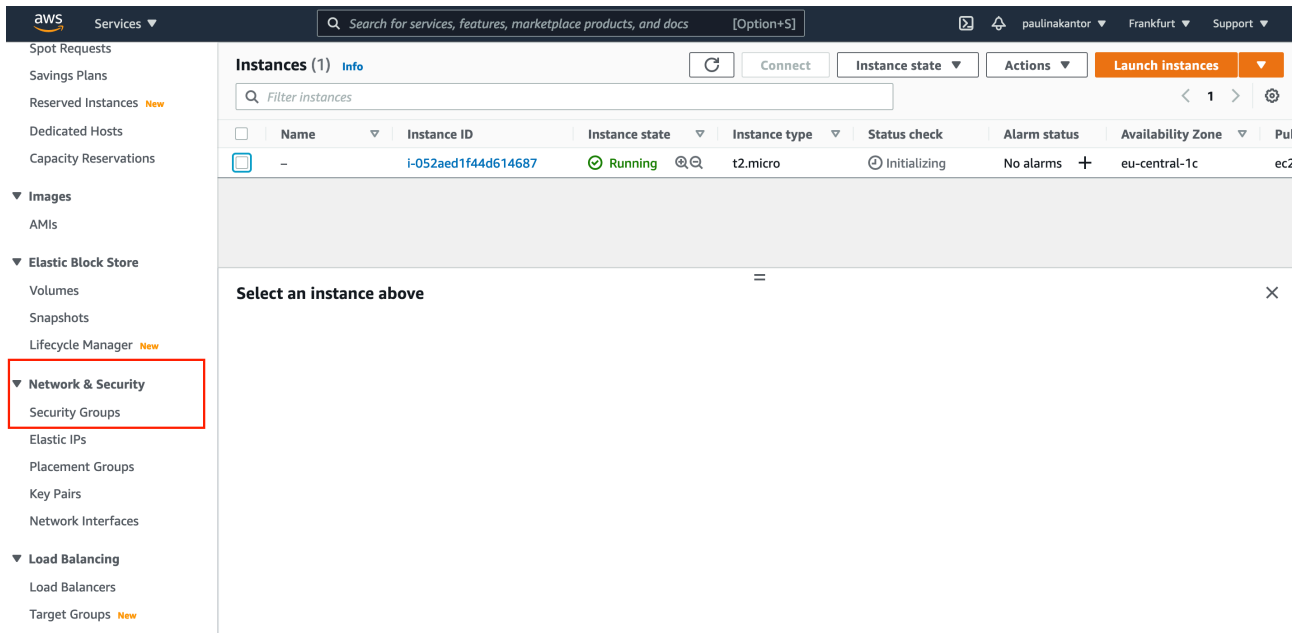 aws Services Search for services, features, marketplace products, and docs [Option+S] paulinakantor Frankfurt Support
Spot Requests
Savings Plans
Reserved Instances New
Dedicated Hosts
Capacity Reservations
Images
AMIs
Elastic Block Store
Volumes
Snapshots
Lifecycle Manager New
Network & Security
Security Groups
Elastic IPs
Placement Groups
Key Pairs
Network Interfaces
Load Balancing
Load Balancers
Target Groups New
Instances (1) Info Connect Instance state Actions Launch instances
Filter instances 1
Name Instance ID Instance state Instance type Status check Alarm status Availability Zone Pu
– i-052aed1f44d614687 Running t2.micro Initializing No alarms + eu-central-1c ec2
Select an instance above